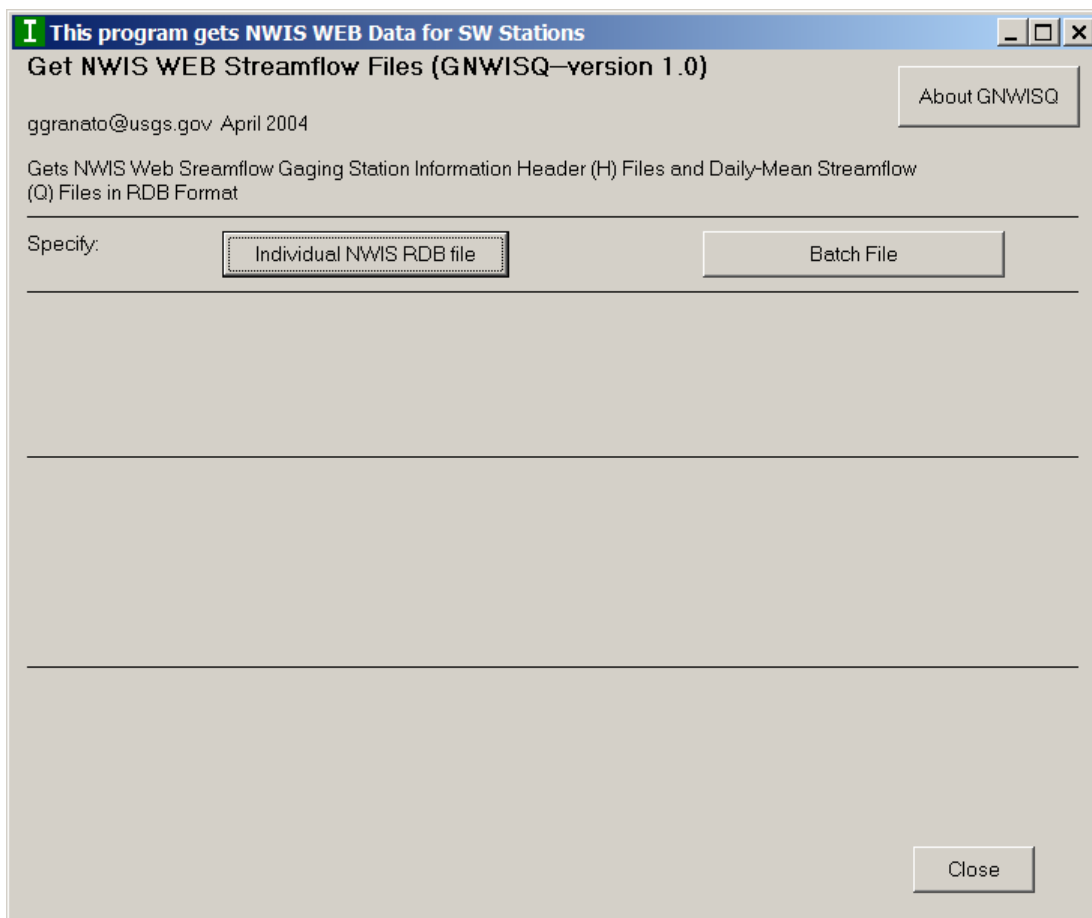 I This program gets NWIS WEB Data for SW Stations
Get NWIS WEB Streamflow Files (GNWISQ—version 1.0)
About GNWISQ
ggranato@usgs.gov April 2004
Gets NWIS Web Sreamflow Gaging Station Information Header (H) Files and Daily-Mean Streamflow
(Q) Files in RDB Format
Specify:
Individual NWIS RDB file
Batch File
Close